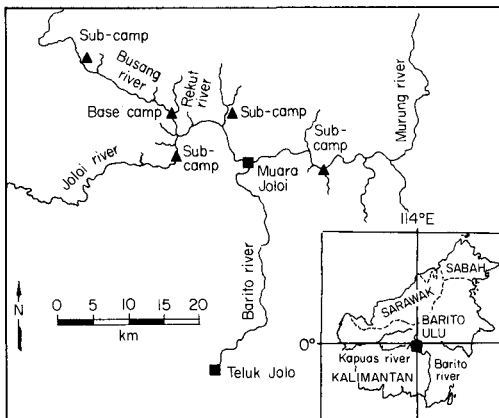 Sub-camp
Busang
river
Rekut
river
Base camp
Sub-camp
Sub-
camp
Murung river
Joloi river
Sub-
camp
Muara
Joloi
Barito river
114°E
N
0 5 10 15 20
km
Teluk Jolo
SABAH
SARAWAK
BARITO
ULU
0°
Kapuas river
Barito
river
KALIMANTAN